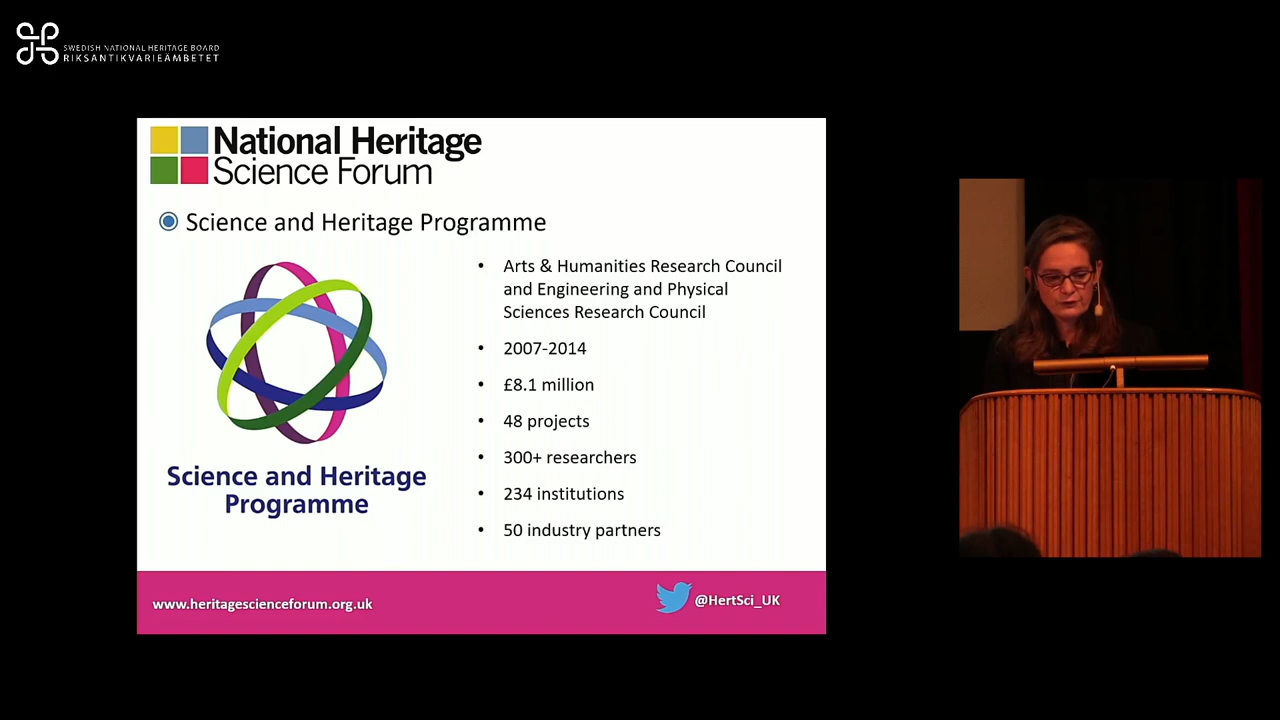 SWEDISH NATIONAL HERITAGE BOARD
RIKSANTIKVARIEÄMBETET
National Heritage
Science Forum
Science and Heritage Programme
• Arts & Humanities Research Council
and Engineering and Physical
Sciences Research Council
• 2007-2014
• £8.1 million
• 48 projects
• 300+ researchers
• 234 institutions
• 50 industry partners
Science and Heritage
Programme
www.heritagescienceforum.org.uk
@HertSci_UK